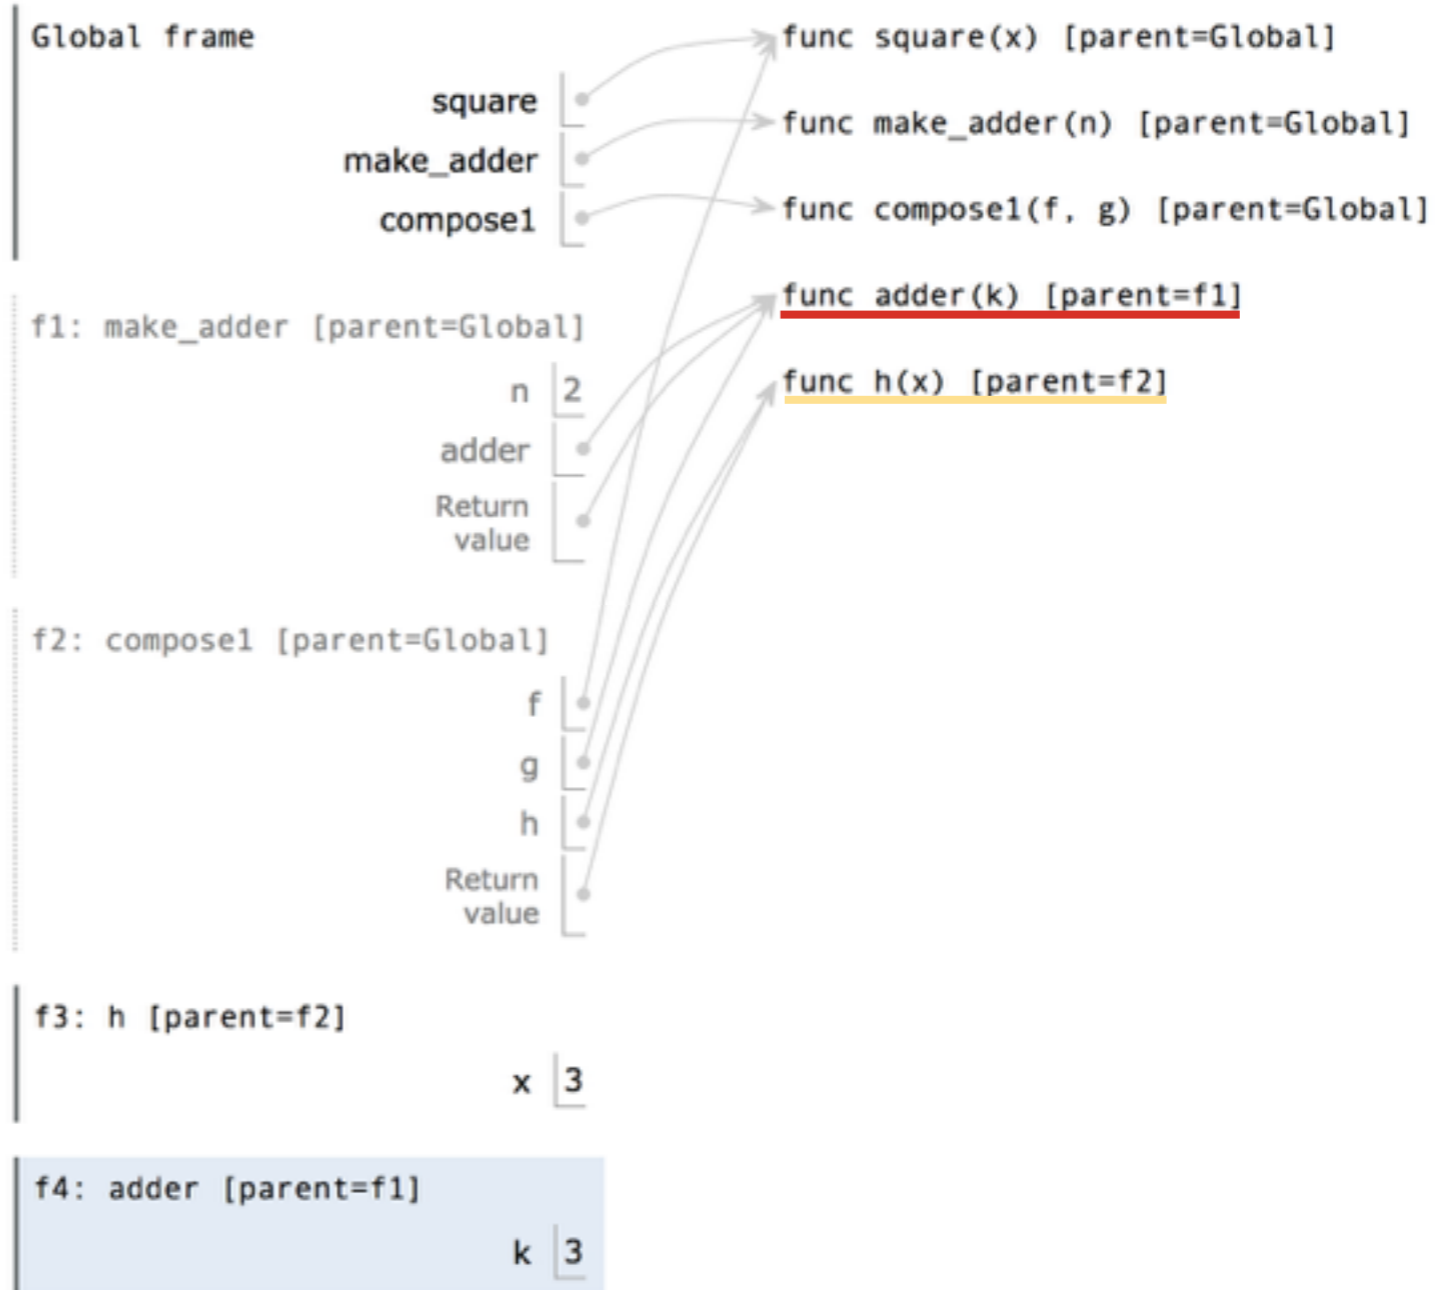 Global frame
square
make_adder
compose1
func square(x) [parent=Global]
func make_adder(n) [parent=Global]
func compose1(f, g) [parent=Global]
func adder(k) [parent=f1]
func h(x) [parent=f2]
f1: make_adder [parent=Global]
n 2
adder
Return
value
f2: compose1 [parent=Global]
f
g
h
Return
value
f3: h [parent=f2]
x 3
f4: adder [parent=f1]
k 3